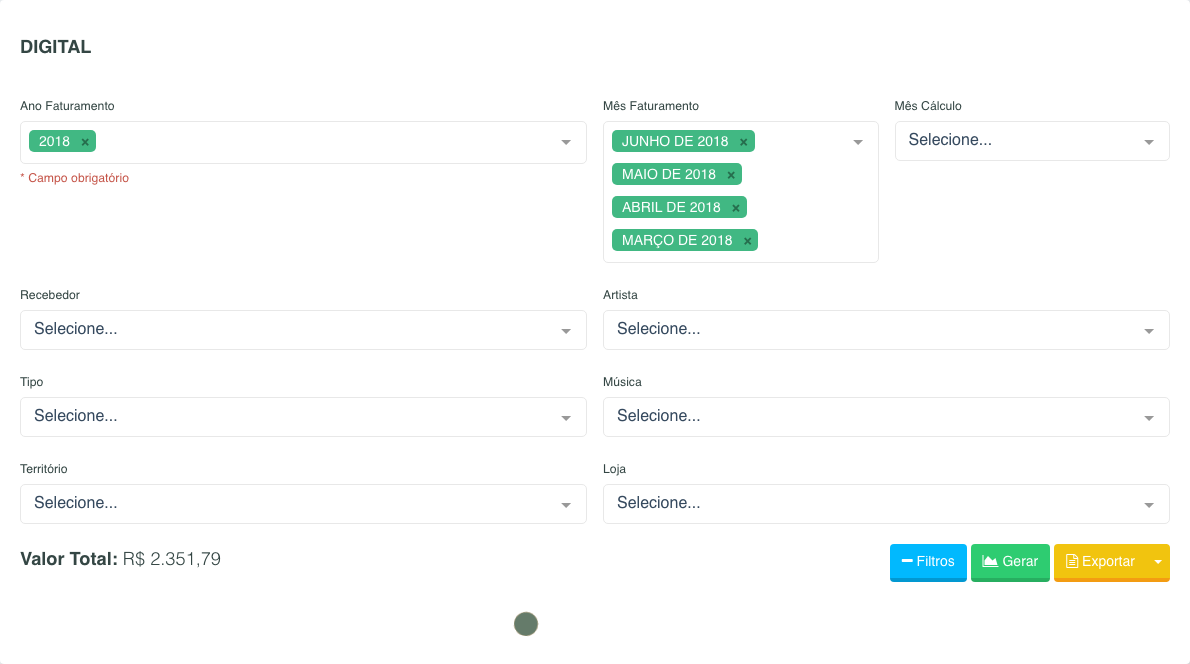 DIGITAL
Ano Faturamento
2018 ×
* Campo obrigatório
Mês Faturamento
JUNHO DE 2018 ×
MAIO DE 2018 ×
ABRIL DE 2018 ×
MARÇO DE 2018 ×
Mês Cálculo
Selecione...
Recebedor
Selecione...
Artista
Selecione...
Tipo
Selecione...
Música
Selecione...
Território
Selecione...
Loja
Selecione...
Valor Total: R$ 2.351,79
Filtros
Gerar
Exportar